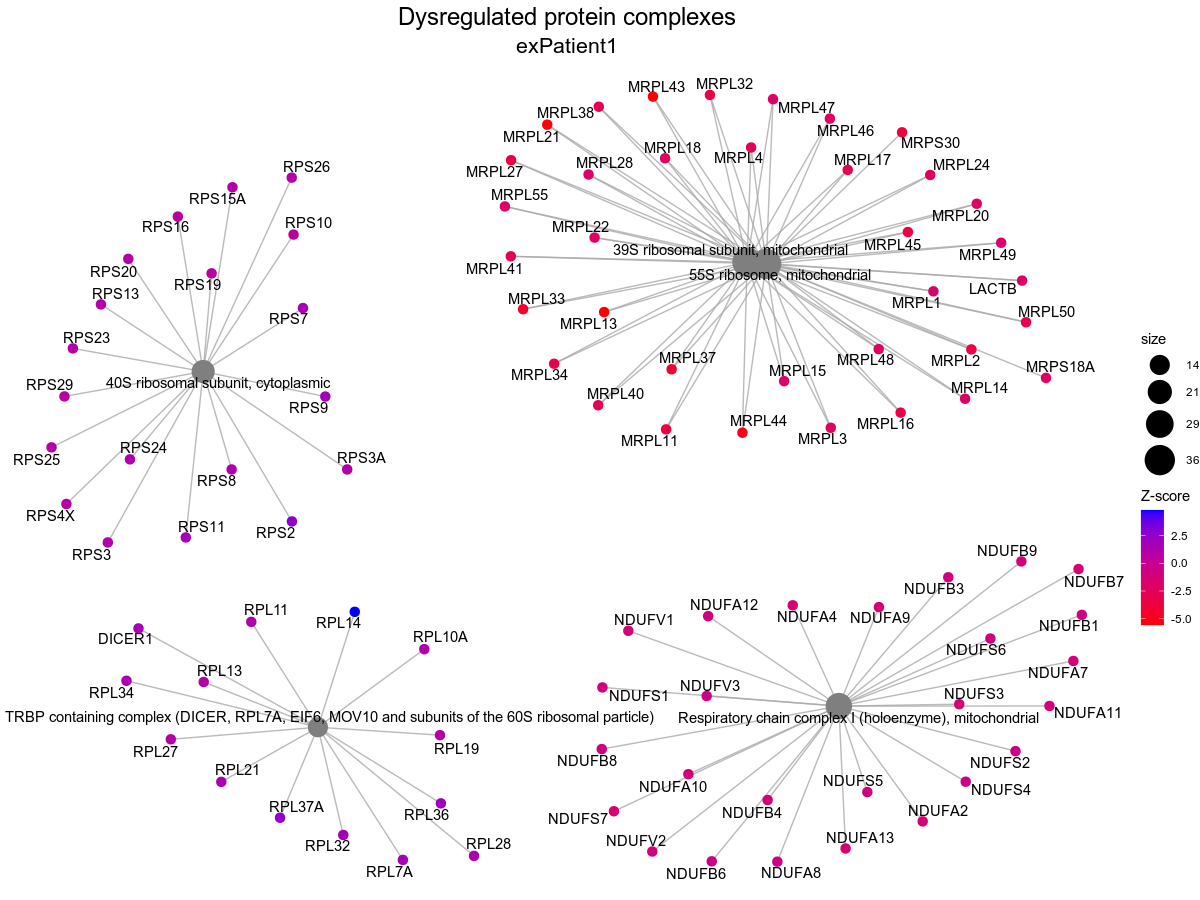 Dysregulated protein complexes
exPatient1
MRPL43
MRPL32
MRPL38
MRPL47
MRPL21
MRPL46
MRPS30
MRPL18
MRPL4
MRPL27
MRPL28
MRPL17
MRPL24
MRPL55
MRPL22
MRPL20
MRPL45
MRPL49
39S ribosomal subunit, mitochondrial
55S ribosome, mitochondrial
MRPL41
LACTB
MRPL33
MRPL13
MRPL1
MRPL50
MRPL34
MRPL37
MRPL15
MRPL48
MRPL2
MRPS18A
MRPL40
MRPL14
MRPL11
MRPL44
MRPL3
MRPL16
RPS26
RPS15A
RPS16
RPS10
RPS20
RPS19
RPS13
RPS7
RPS23
RPS29
40S ribosomal subunit, cytoplasmic
RPS9
RPS25
RPS24
RPS3A
RPS8
RPS4X
RPS11
RPS2
RPS3
size
14
21
29
36
Z-score
2.5
0.0
-2.5
-5.0
RPL11
RPL14
DICER1
RPL10A
RPL13
RPL34
TRBP containing complex (DICER, RPL7A, EIF6, MOV10 and subunits of the 60S ribosomal particle)
RPL27
RPL19
RPL21
RPL37A
RPL36
RPL32
RPL28
RPL7A
NDUFB9
NDUFB3
NDUFB7
NDUFA12
NDUFA4
NDUFA9
NDUFV1
NDUFB1
NDUFS6
NDUFA7
NDUFS1
NDUFV3
NDUFS3
NDUFA11
Respiratory chain complex I (holoenzyme), mitochondrial
NDUFB8
NDUFS2
NDUFA10
NDUFS5
NDUFS4
NDUFS7
NDUFB4
NDUFA2
NDUFV2
NDUFA13
NDUFB6
NDUFA8